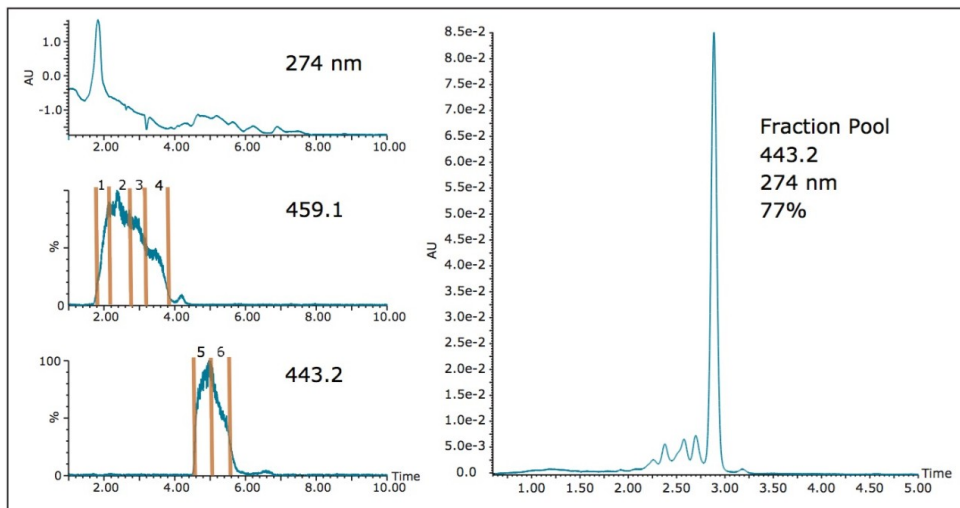 1.0
0.0
-1.0
AU
274 nm
2.00 4.00 6.00 8.00 10.00
1 2 3 4
459.1
%
0
2.00 4.00 6.00 8.00 10.00
5 6
443.2
100
%
0
Time
2.00 4.00 6.00 8.00 10.00
8.5e-2
8.0e-2
7.5e-2
7.0e-2
6.5e-2
6.0e-2
5.5e-2
5.0e-2
4.5e-2
4.0e-2
3.5e-2
3.0e-2
8.5e-2
2.0e-2
1.5e-2
1.0e-2
5.0e-3
0.0
AU
Fraction Pool
443.2
274 nm
77%
Time
1.00 1.50 2.00 2.50 3.00 3.50 4.00 4.50 5.00